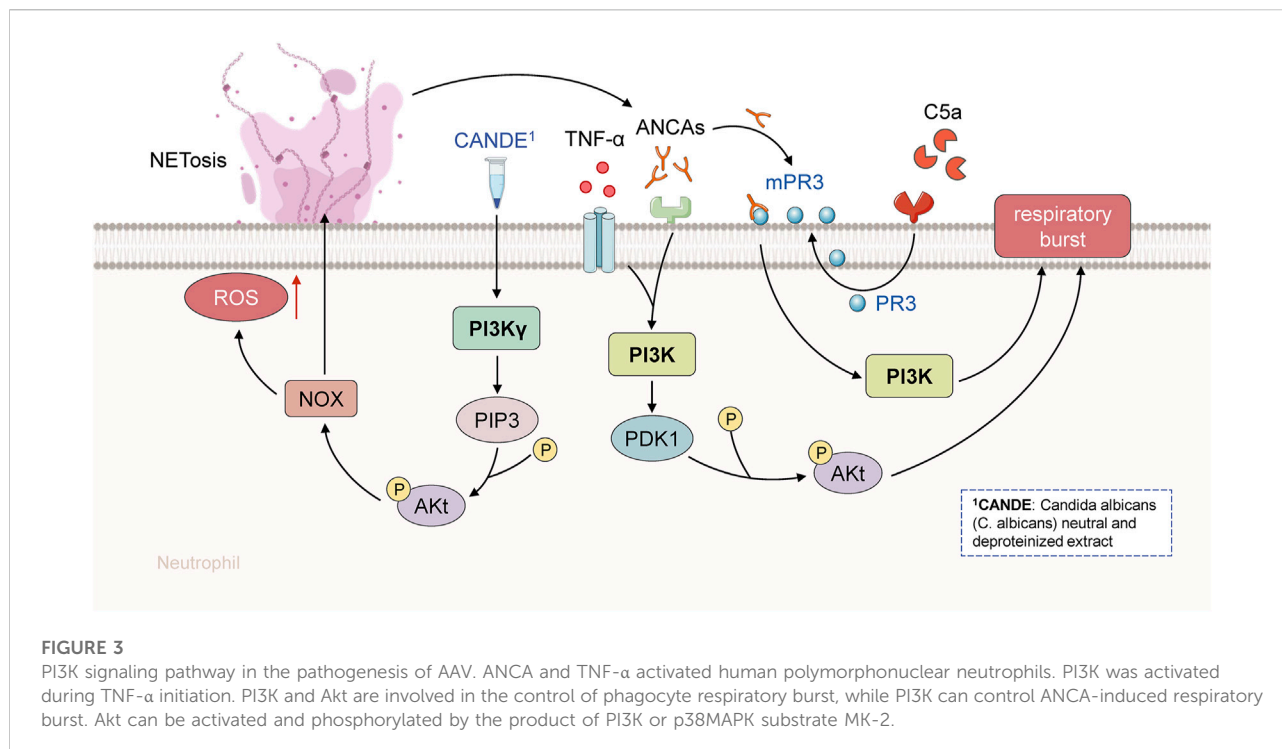 NETosis
CANDE¹
TNF-α
ANCAs
C5a
mPR3
respiratory
burst
ROS
PR3
PI3Kγ
PI3K
PI3K
NOX
PIP3
PDK1
P
P
P
AKt
P
AKt
¹CANDE: Candida albicans
(C. albicans) neutral and
deproteinized extract
Neutrophil
FIGURE 3
PI3K signaling pathway in the pathogenesis of AAV. ANCA and TNF-α activated human polymorphonuclear neutrophils. PI3K was activated
during TNF-α initiation. PI3K and Akt are involved in the control of phagocyte respiratory burst, while PI3K can control ANCA-induced respiratory
burst. Akt can be activated and phosphorylated by the product of PI3K or p38MAPK substrate MK-2.